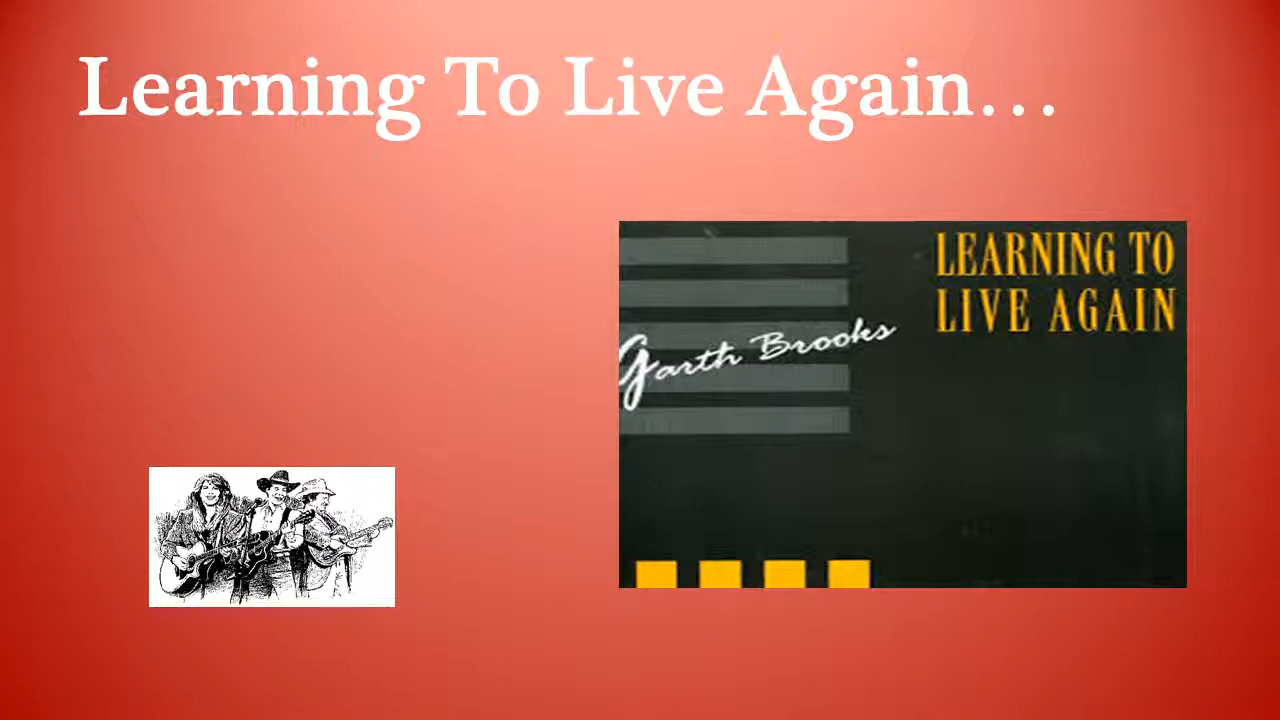 Learning To Live Again...
LEARNING TO
LIVE AGAIN
Garth Brooks